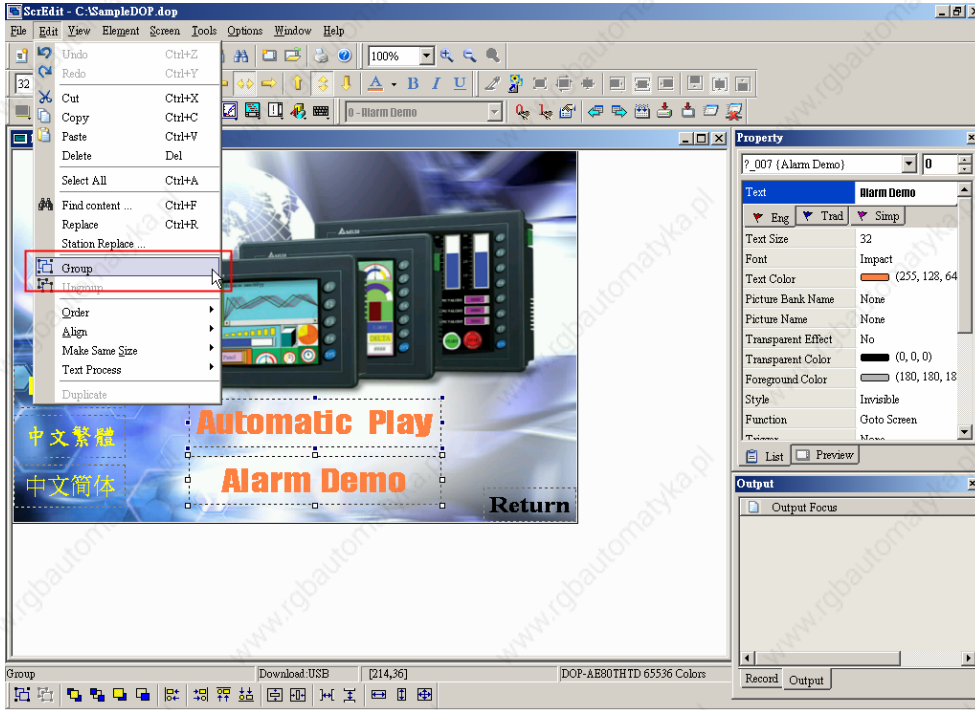 ScrEdit - C:\SampleDOP.dop
File Edit View Element Screen Tools Options Window Help
100%
32
A B I U
0 - Alarm Demo
Undo Ctrl+Z
Redo Ctrl+Y
Cut Ctrl+X
Copy Ctrl+C
Paste Ctrl+V
Delete Del
Select All Ctrl+A
Find content ... Ctrl+F
Replace Ctrl+R
Station Replace ...
Group
Ungroup
Order
Align
Make Same Size
Text Process
Duplicate
Automatic Play
中文繁體
Alarm Demo
中文简体
Return
Property
?_007 {Alarm Demo} 0
Text Alarm Demo
Eng Trad Simp
Text Size 32
Font Impact
Text Color (255, 128, 64
Picture Bank Name None
Picture Name None
Transparent Effect No
Transparent Color (0, 0, 0)
Foreground Color (180, 180, 18
Style Invisible
Function Goto Screen
Trigger None
List Preview
Output
Output Focus
Record Output
Group Download:USB [214,36] DOP-AE80THTD 65536 Colors
www.rgbautomatyka.pl